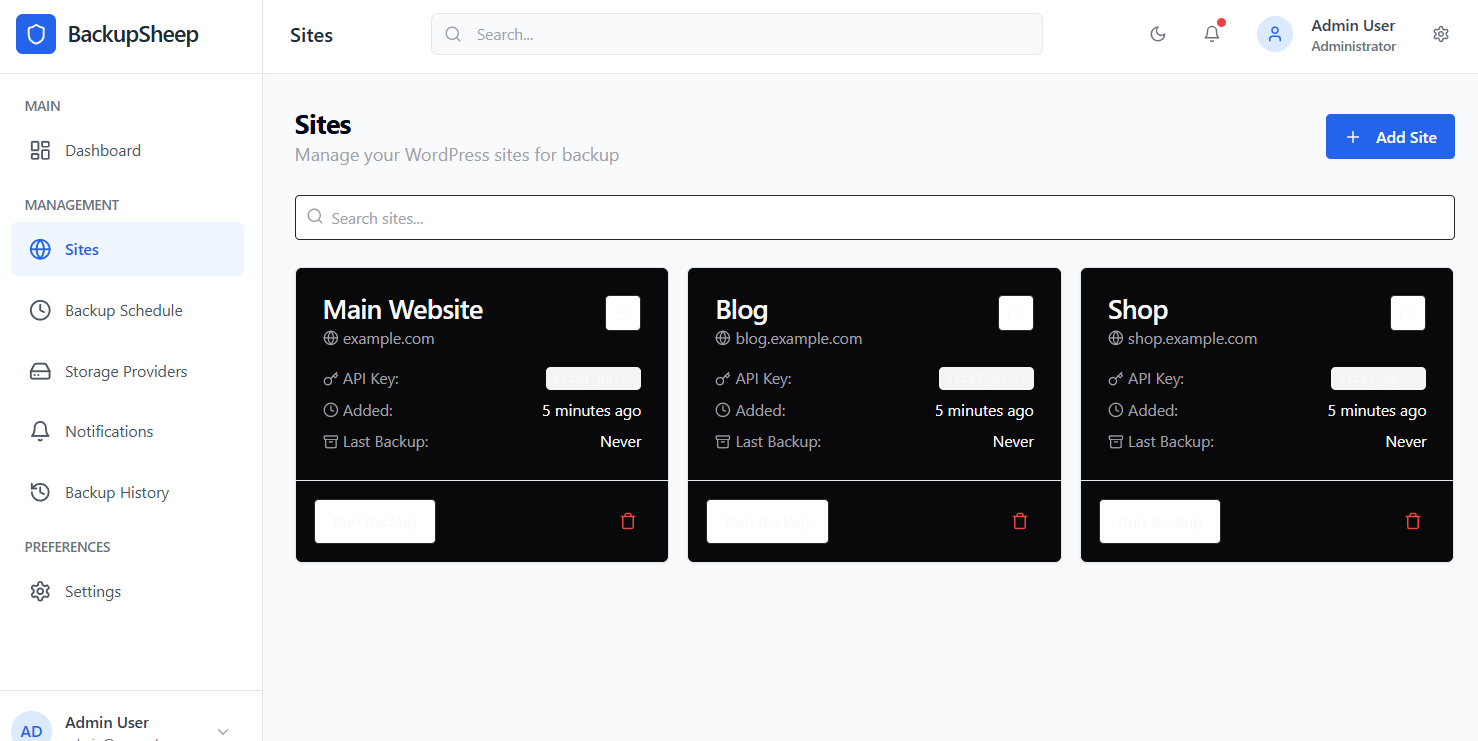 BackupSheep
Sites
Search...
Admin User
Administrator
MAIN
Dashboard
MANAGEMENT
Sites
Backup Schedule
Storage Providers
Notifications
Backup History
PREFERENCES
Settings
AD
Admin User
Sites
Manage your WordPress sites for backup
Add Site
Search sites...
Main Website
example.com
API Key:
Added: 5 minutes ago
Last Backup: Never
Run Backup
Blog
blog.example.com
API Key:
Added: 5 minutes ago
Last Backup: Never
Run Backup
Shop
shop.example.com
API Key:
Added: 5 minutes ago
Last Backup: Never
Run Backup